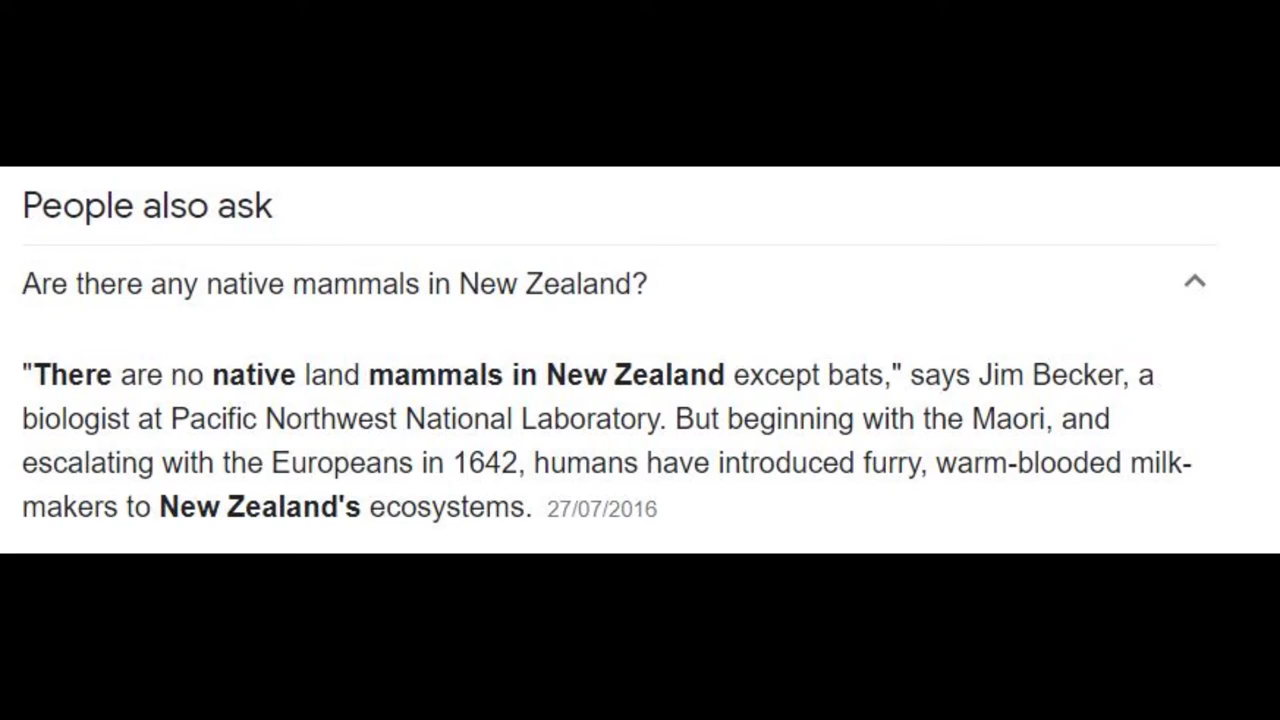 People also ask
Are there any native mammals in New Zealand?
"There are no native land mammals in New Zealand except bats," says Jim Becker, a
biologist at Pacific Northwest National Laboratory. But beginning with the Maori, and
escalating with the Europeans in 1642, humans have introduced furry, warm-blooded milk-
makers to New Zealand's ecosystems. 27/07/2016